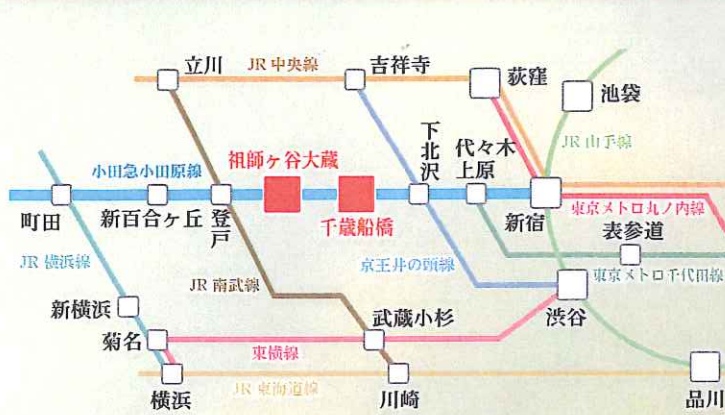 立川
JR 中央線
吉祥寺
荻窪
池袋
JR 山手線
小田急小田原線
祖師ヶ谷大蔵
下北沢
代々木
上原
町田
新百合ヶ丘
登戸
千歳船橋
新宿
東京メトロ丸ノ内線
表参道
JR 横浜線
JR 南武線
京王井の頭線
東京メトロ千代田線
新横浜
渋谷
菊名
東横線
武蔵小杉
横浜
JR 東海道線
川崎
品川